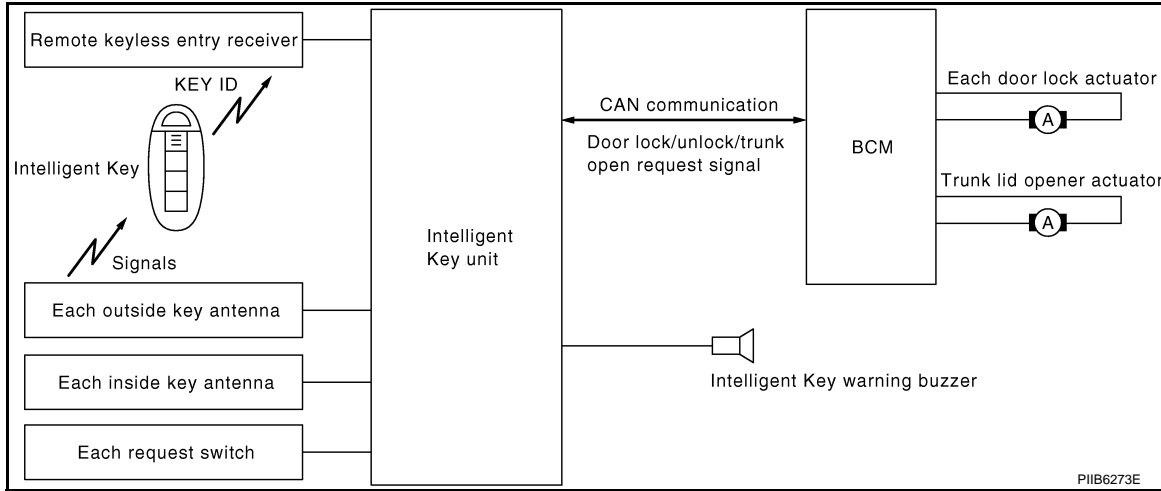 Remote keyless entry receiver
KEY ID
Intelligent Key
Signals
Each outside key antenna
Each inside key antenna
Each request switch
Intelligent
Key unit
CAN communication
Door lock/unlock/trunk
open request signal
Intelligent Key warning buzzer
BCM
Each door lock actuator
A
Trunk lid opener actuator
A
PIIB6273E